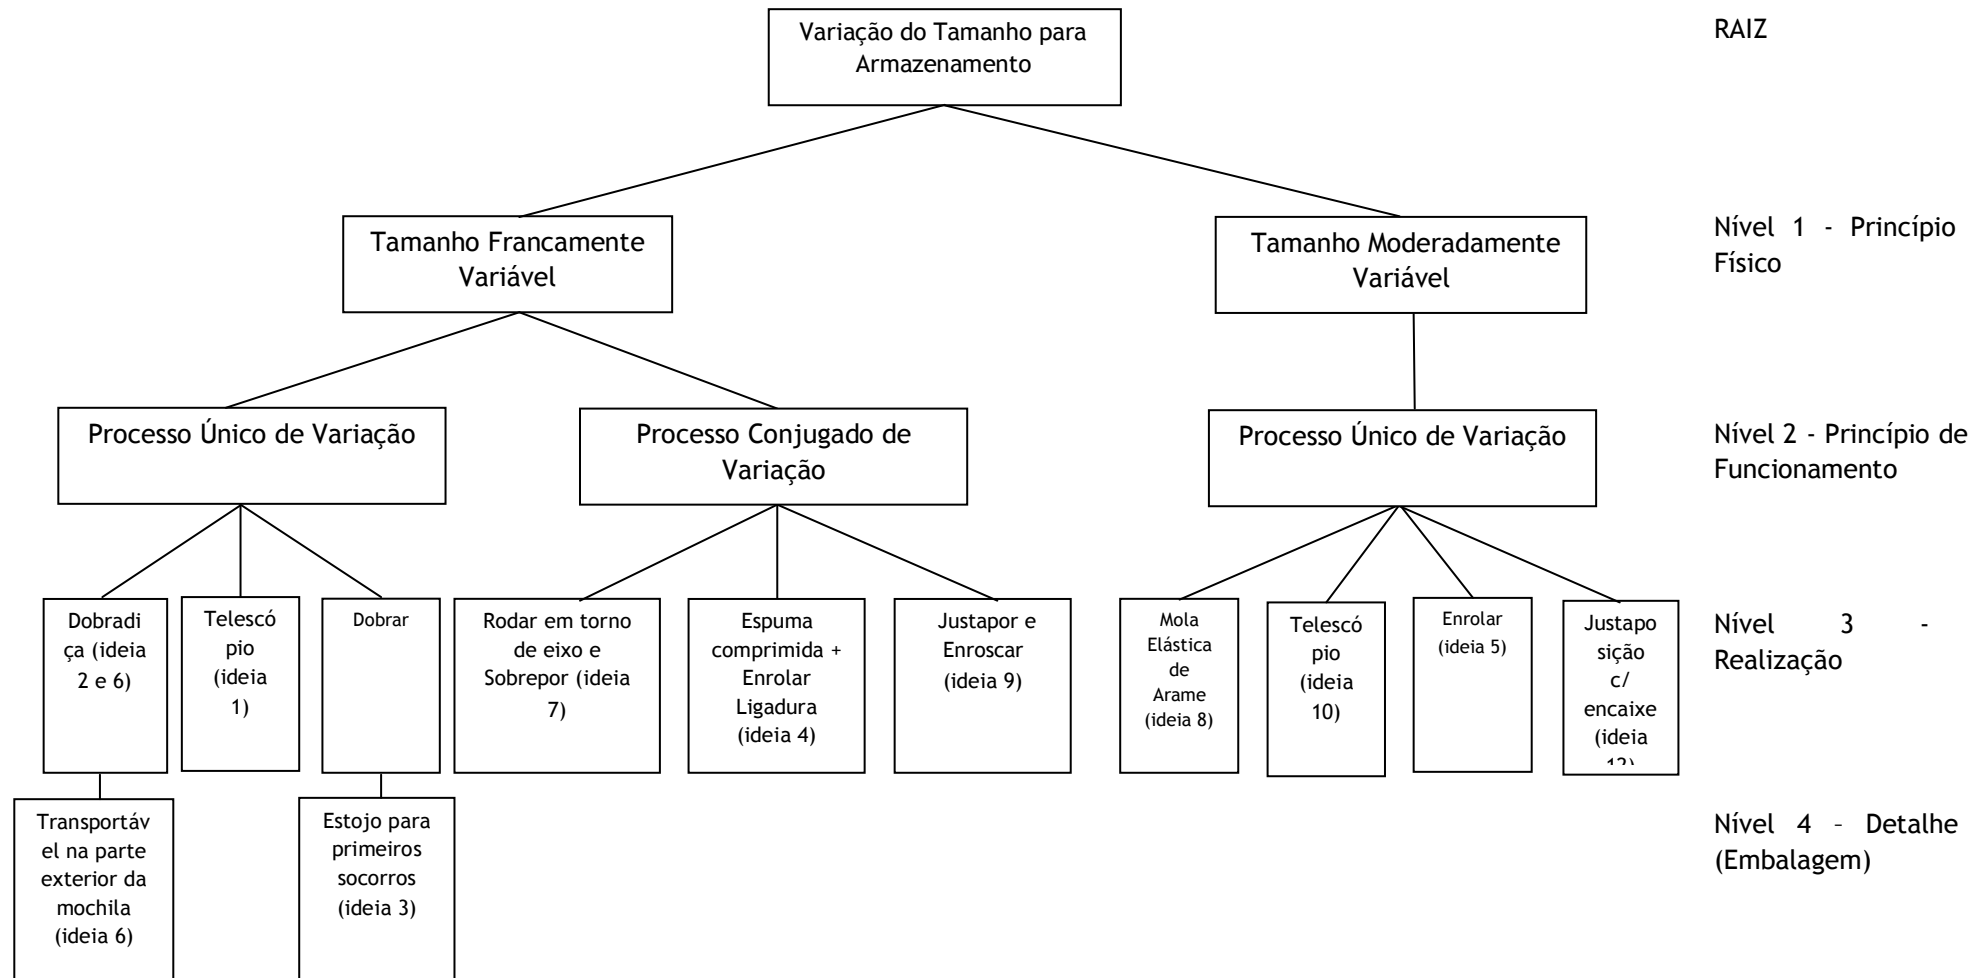 Variação do Tamanho para
Armazenamento
RAIZ
Tamanho Francamente
Variável
Tamanho Moderadamente
Variável
Nível 1 - Princípio
Físico
Processo Único de Variação
Processo Conjugado de
Variação
Processo Único de Variação
Nível 2 - Princípio de
Funcionamento
Dobradi
ça (ideia
2 e 6)
Telescó
pio
(ideia
1)
Dobrar
Rodar em torno
de eixo e
Sobrepor (ideia
7)
Espuma
comprimida +
Enrolar
Ligadura
(ideia 4)
Justapor e
Enroscar
(ideia 9)
Mola
Elástica
de
Arame
(ideia 8)
Telescó
pio
(ideia
10)
Enrolar
(ideia 5)
Justapo
sição
c/
encaixe
(ideia
Nível 3 -
Realização
Transportáv
el na parte
exterior da
mochila
(ideia 6)
Estojo para
primeiros
socorros
(ideia 3)
Nível 4 – Detalhe
(Embalagem)